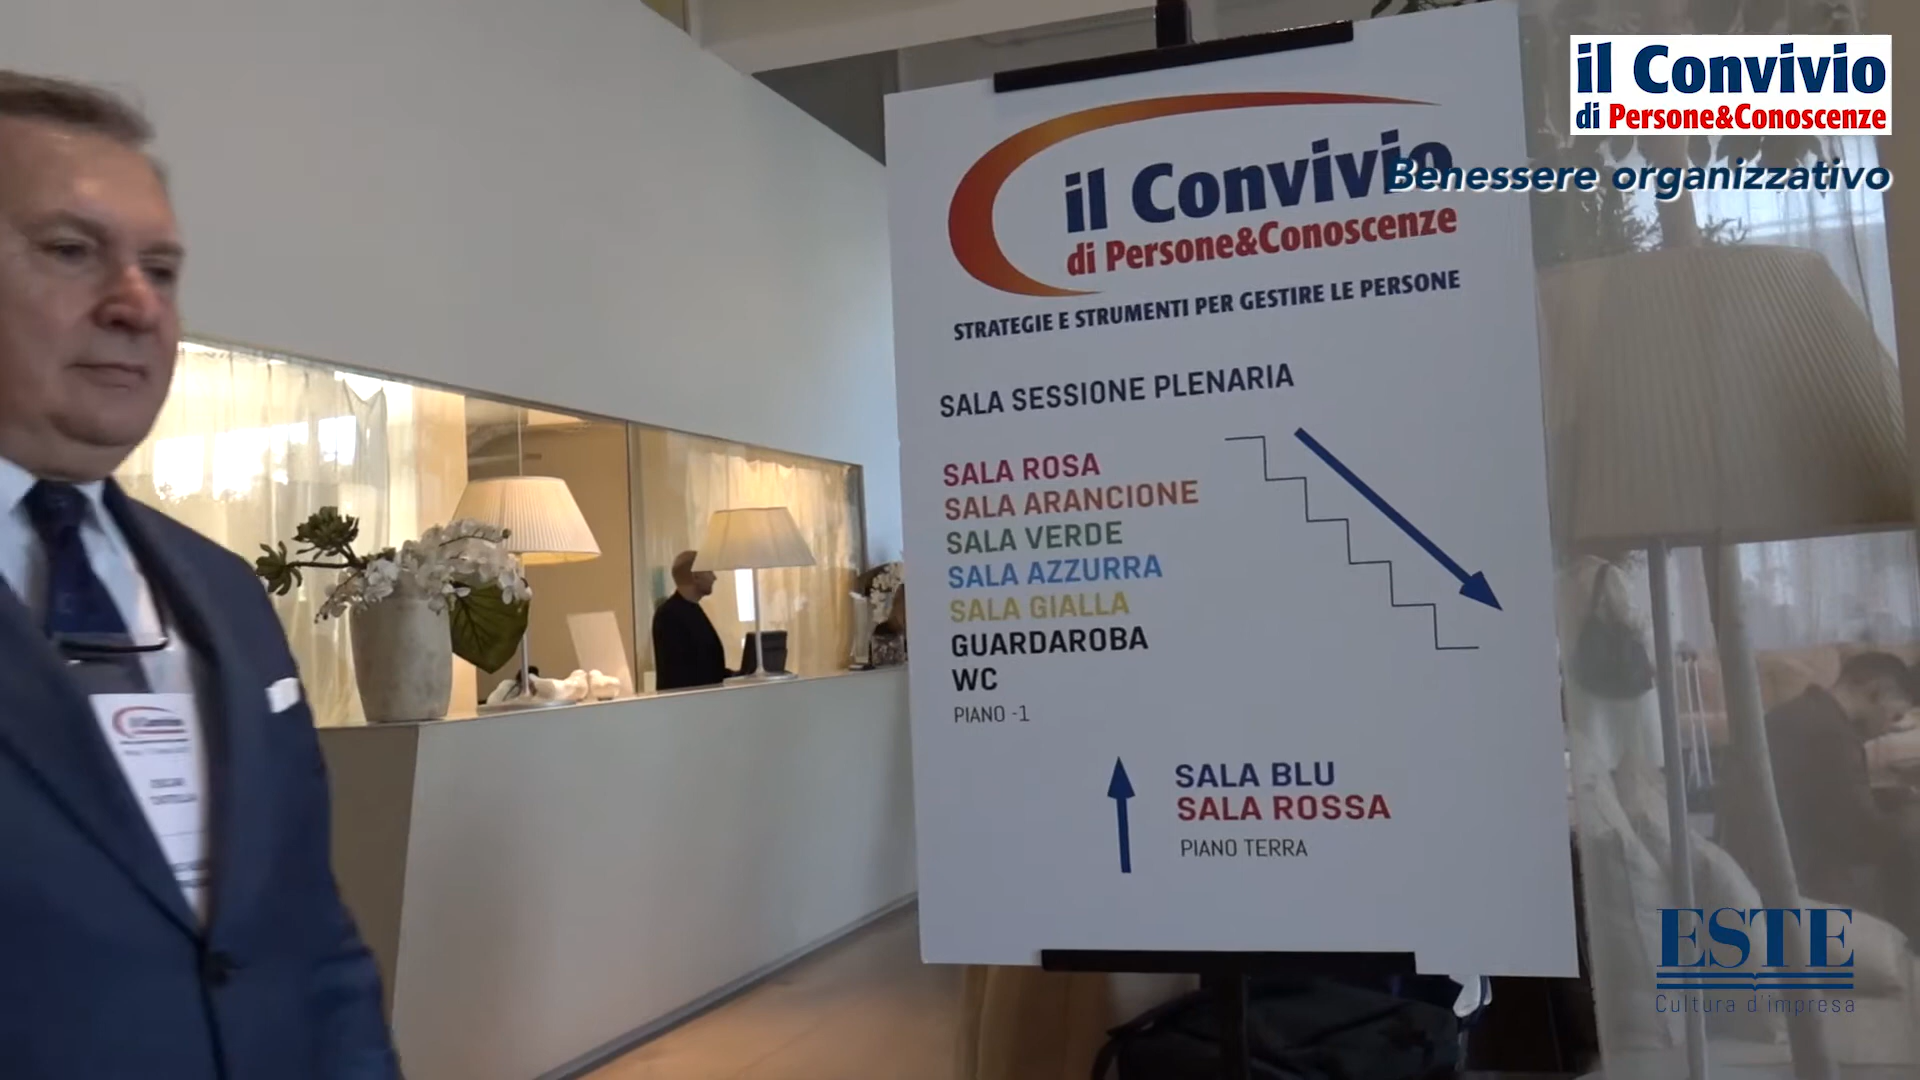 il Convivio
di Persone&Conoscenze
Benessere organizzativo
il Convivio
di Persone&Conoscenze
STRATEGIE E STRUMENTI PER GESTIRE LE PERSONE
SALA SESSIONE PLENARIA
SALA ROSA
SALA ARANCIONE
SALA VERDE
SALA AZZURRA
SALA GIALLA
GUARDAROBA
WC
PIANO -1
SALA BLU
SALA ROSSA
PIANO TERRA
il Convivio
ESTE
Cultura d'impresa